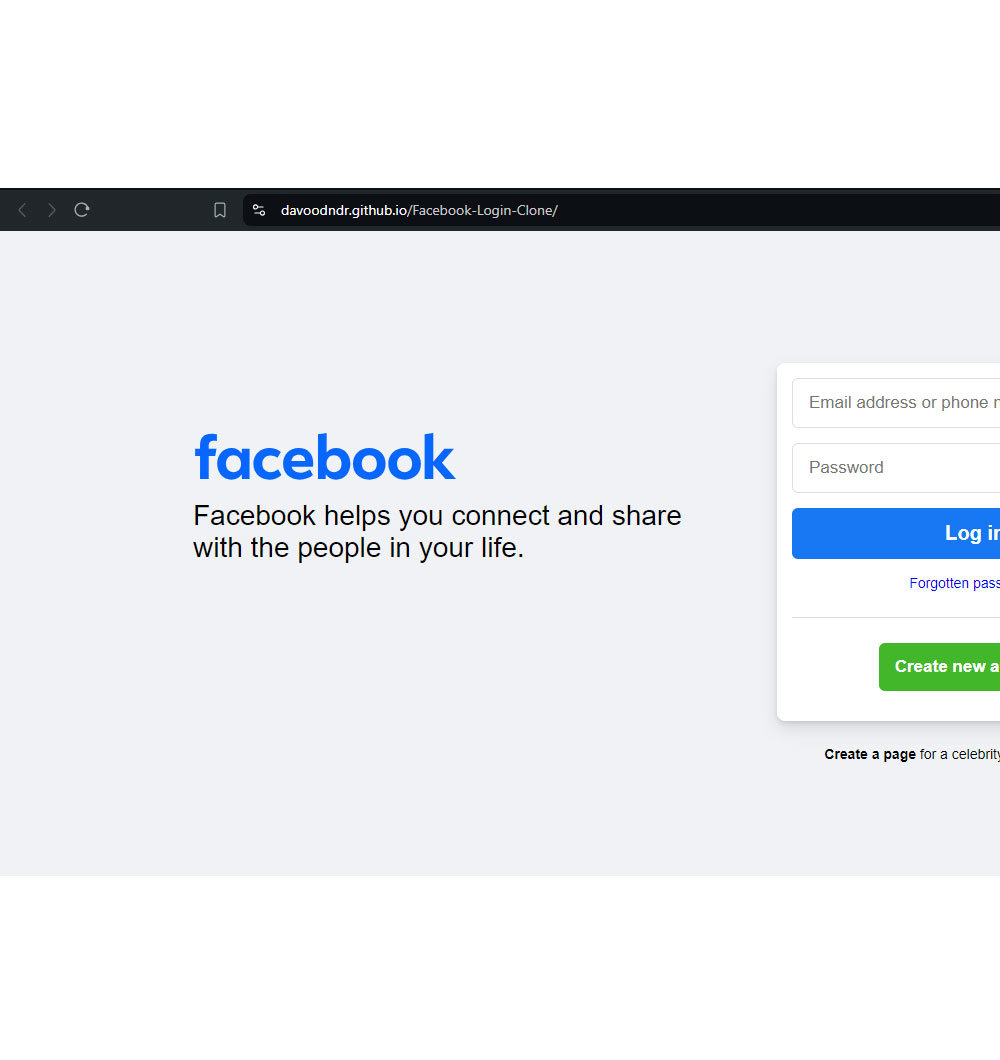 davoodndr.github.io/Facebook-Login-Clone/
facebook
Facebook helps you connect and share
with the people in your life.
Email address or phone
Password
Log in
Forgotten
Create new
Create a page for a celebrity